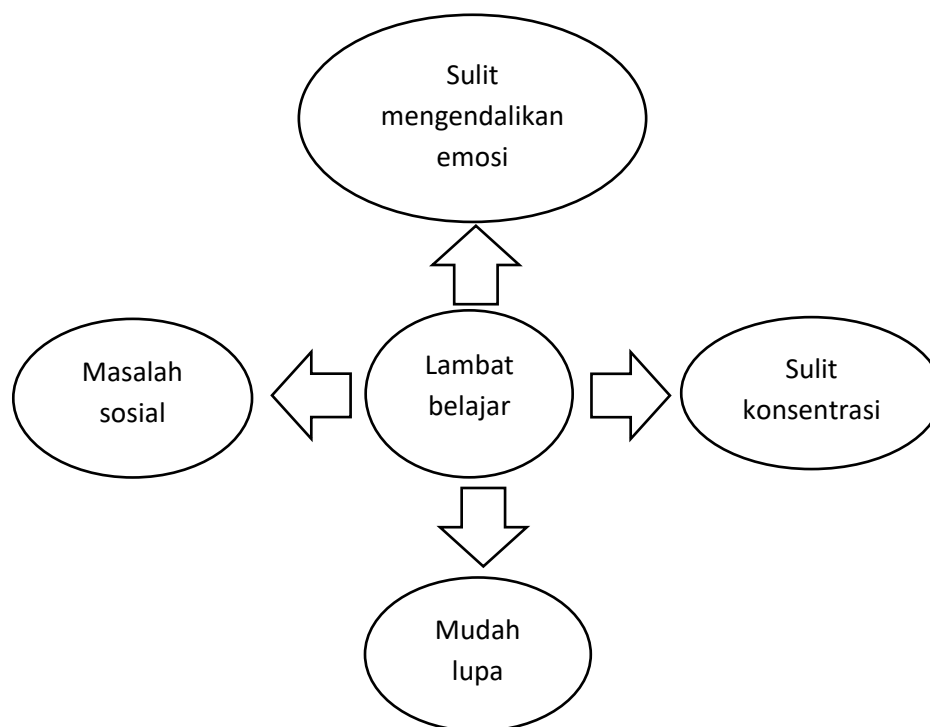 Sulit
mengendalikan
emosi
Masalah
sosial
Lambat
belajar
Sulit
konsentrasi
Mudah
lupa